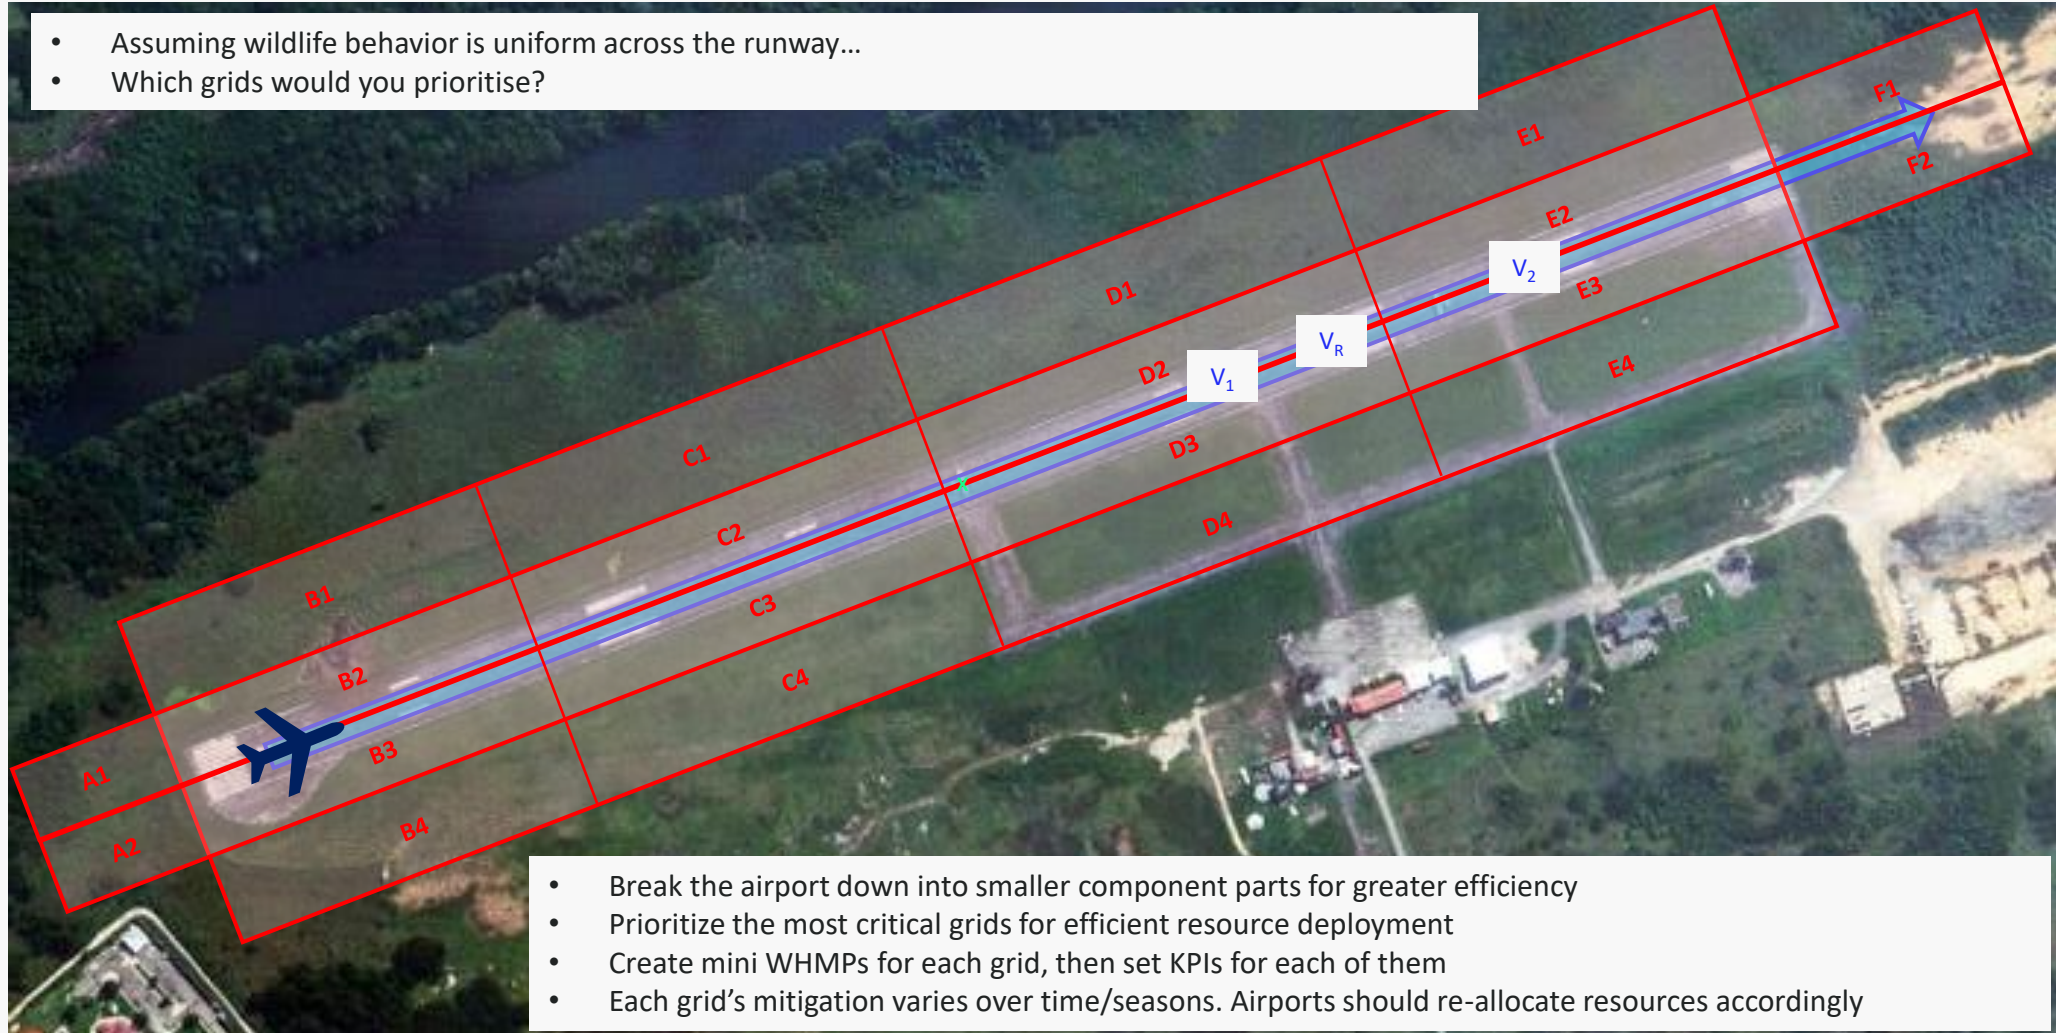 • Assuming wildlife behavior is uniform across the runway…
• Which grids would you prioritise?
F1
F2
E1
E2
E3
E4
V2
D1
D2
VR
V1
D3
D4
C1
C2
C3
C4
B1
B2
B3
B4
A1
A2
X
• Break the airport down into smaller component parts for greater efficiency
• Prioritize the most critical grids for efficient resource deployment
• Create mini WHMPs for each grid, then set KPIs for each of them
• Each grid’s mitigation varies over time/seasons. Airports should re-allocate resources accordingly